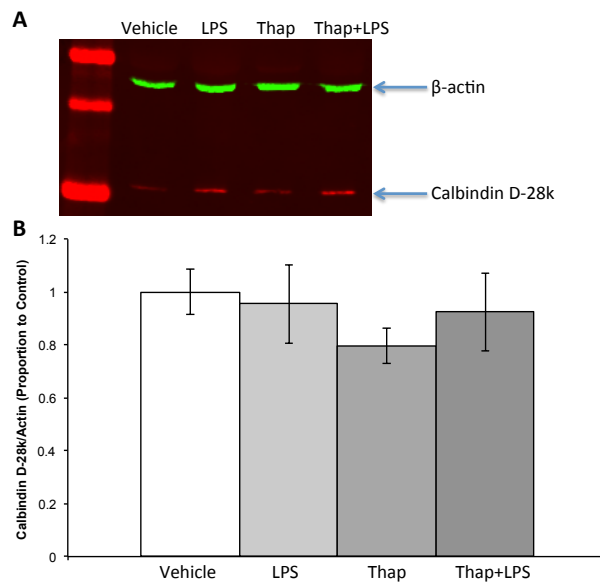 A
Vehicle LPS Thap Thap+LPS
β-actin
Calbindin D-28k
B
Calbindin D-28k/Actin (Proportion to Control)
1.2
1
0.8
0.6
0.4
0.2
0
Vehicle LPS Thap Thap+LPS